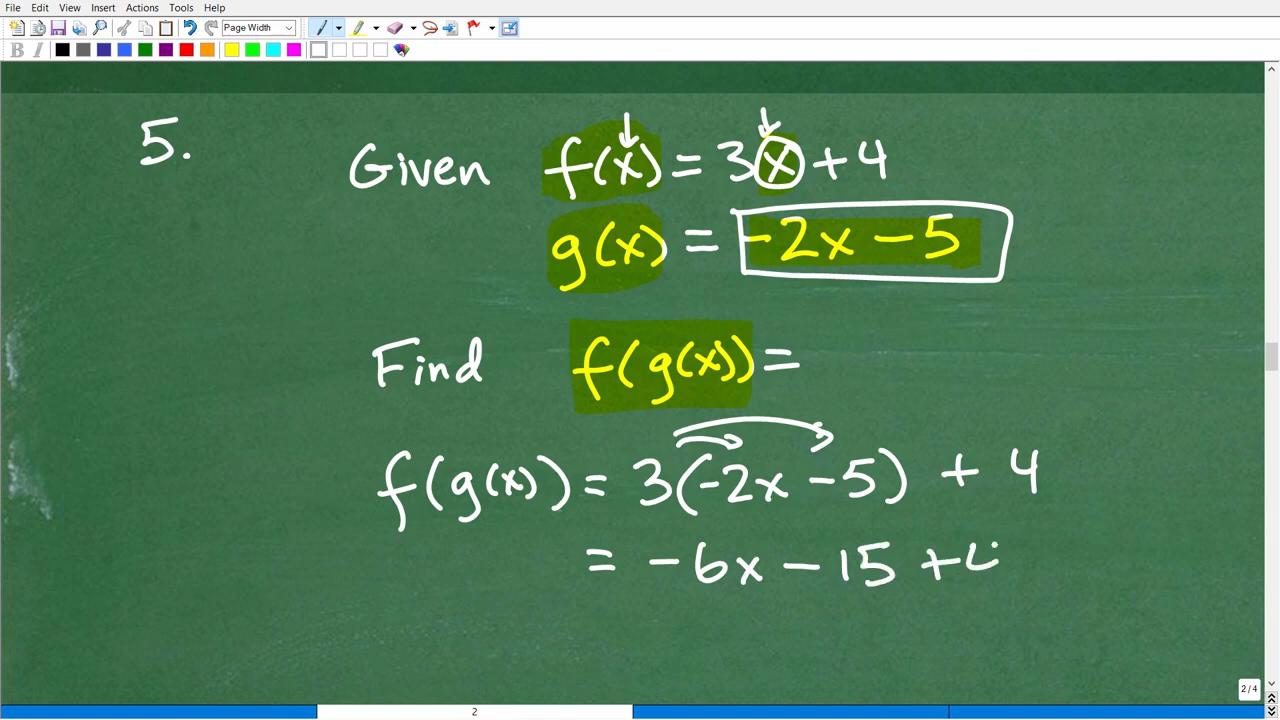 File Edit View Insert Actions Tools Help
Page Width
B I
5.
Given f(x) = 3x + 4
g(x) = -2x - 5
Find f(g(x)) =
f(g(x)) = 3(-2x - 5) + 4
= -6x - 15 +
2/4
2